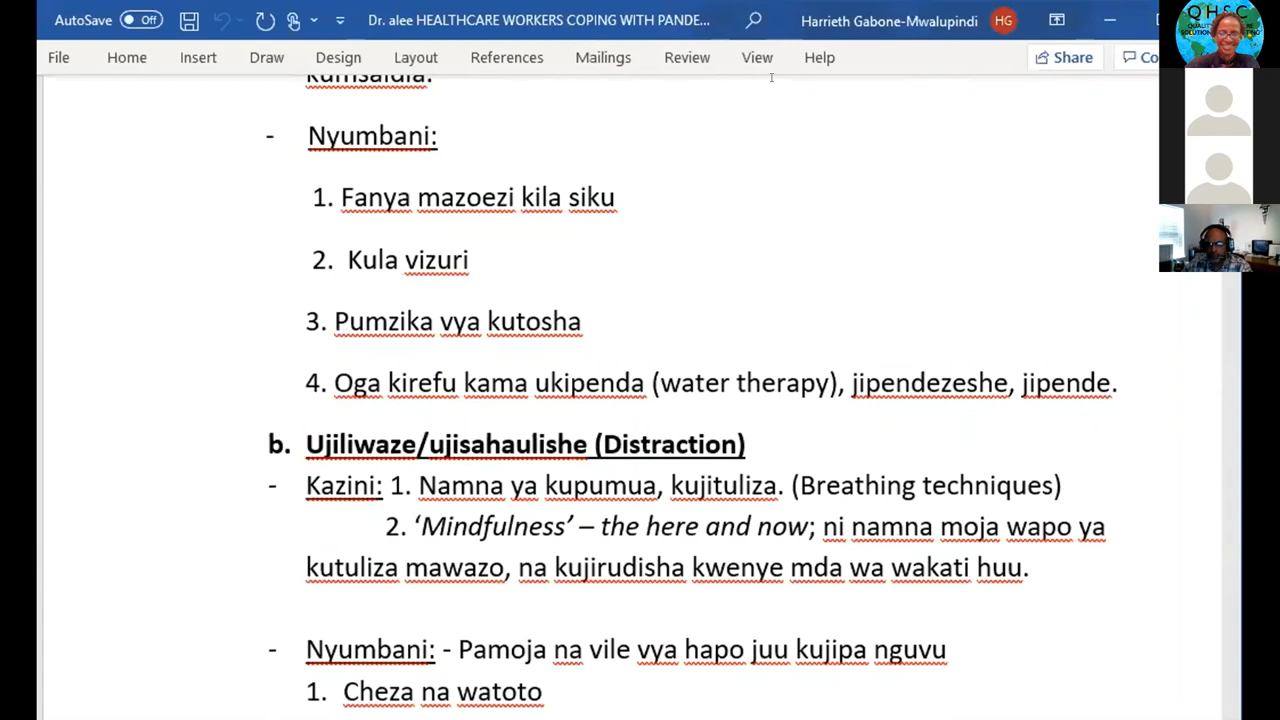 AutoSave Off Dr. alee HEALTHCARE WORKERS COPING WITH PANDE... Harrieth Gabone-Mwalupindi HG
File Home Insert Draw Design Layout References Mailings Review View Help Share Co
kumsaidia.
- Nyumbani:
1. Fanya mazoezi kila siku
2. Kula vizuri
3. Pumzika vya kutosha
4. Oga kirefu kama ukipenda (water therapy), jipendezeshe, jipende.
b. Ujiliwaze/ujisahaulishe (Distraction)
- Kazini: 1. Namna ya kupumua, kujituliza. (Breathing techniques)
2. ‘Mindfulness’ – the here and now; ni namna moja wapo ya
kutuliza mawazo, na kujirudisha kwenye mda wa wakati huu.
- Nyumbani: - Pamoja na vile vya hapo juu kujipa nguvu
1. Cheza na watoto